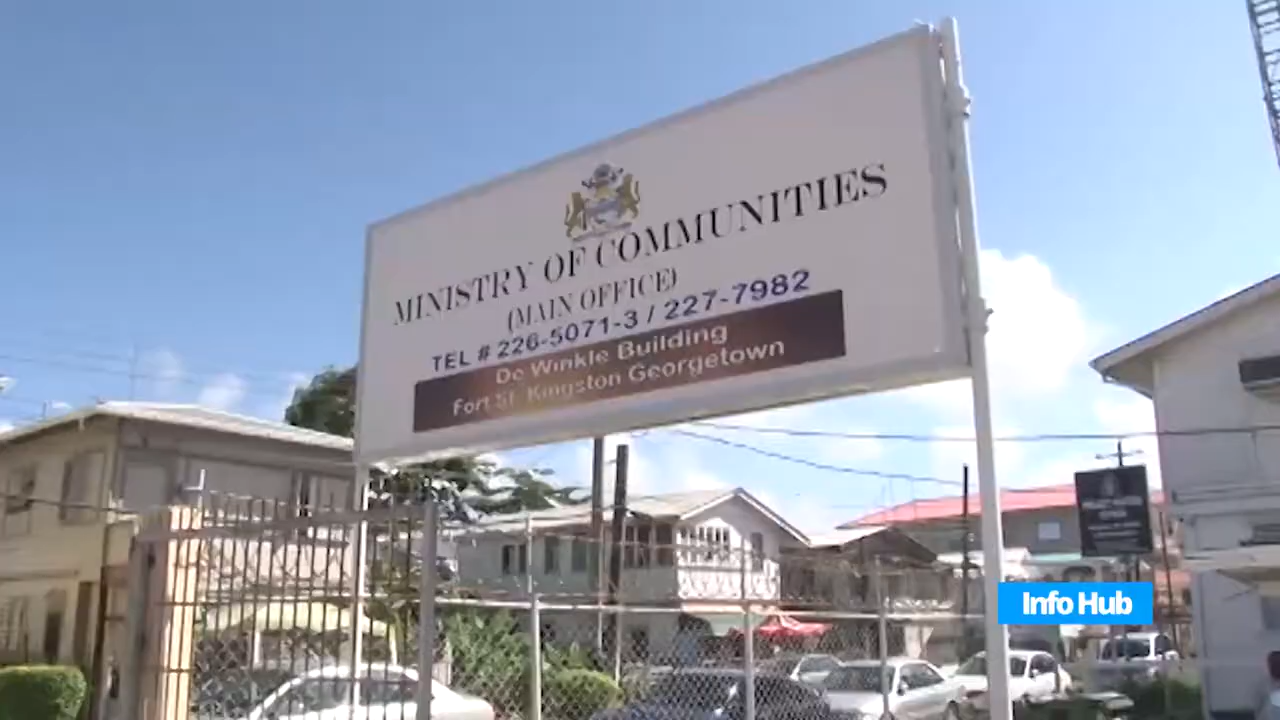 MINISTRY OF COMMUNITIES
(MAIN OFFICE)
TEL # 226-5071-3 / 227-7982
De Winkle Building
Fort St. Kingston Georgetown
Info Hub